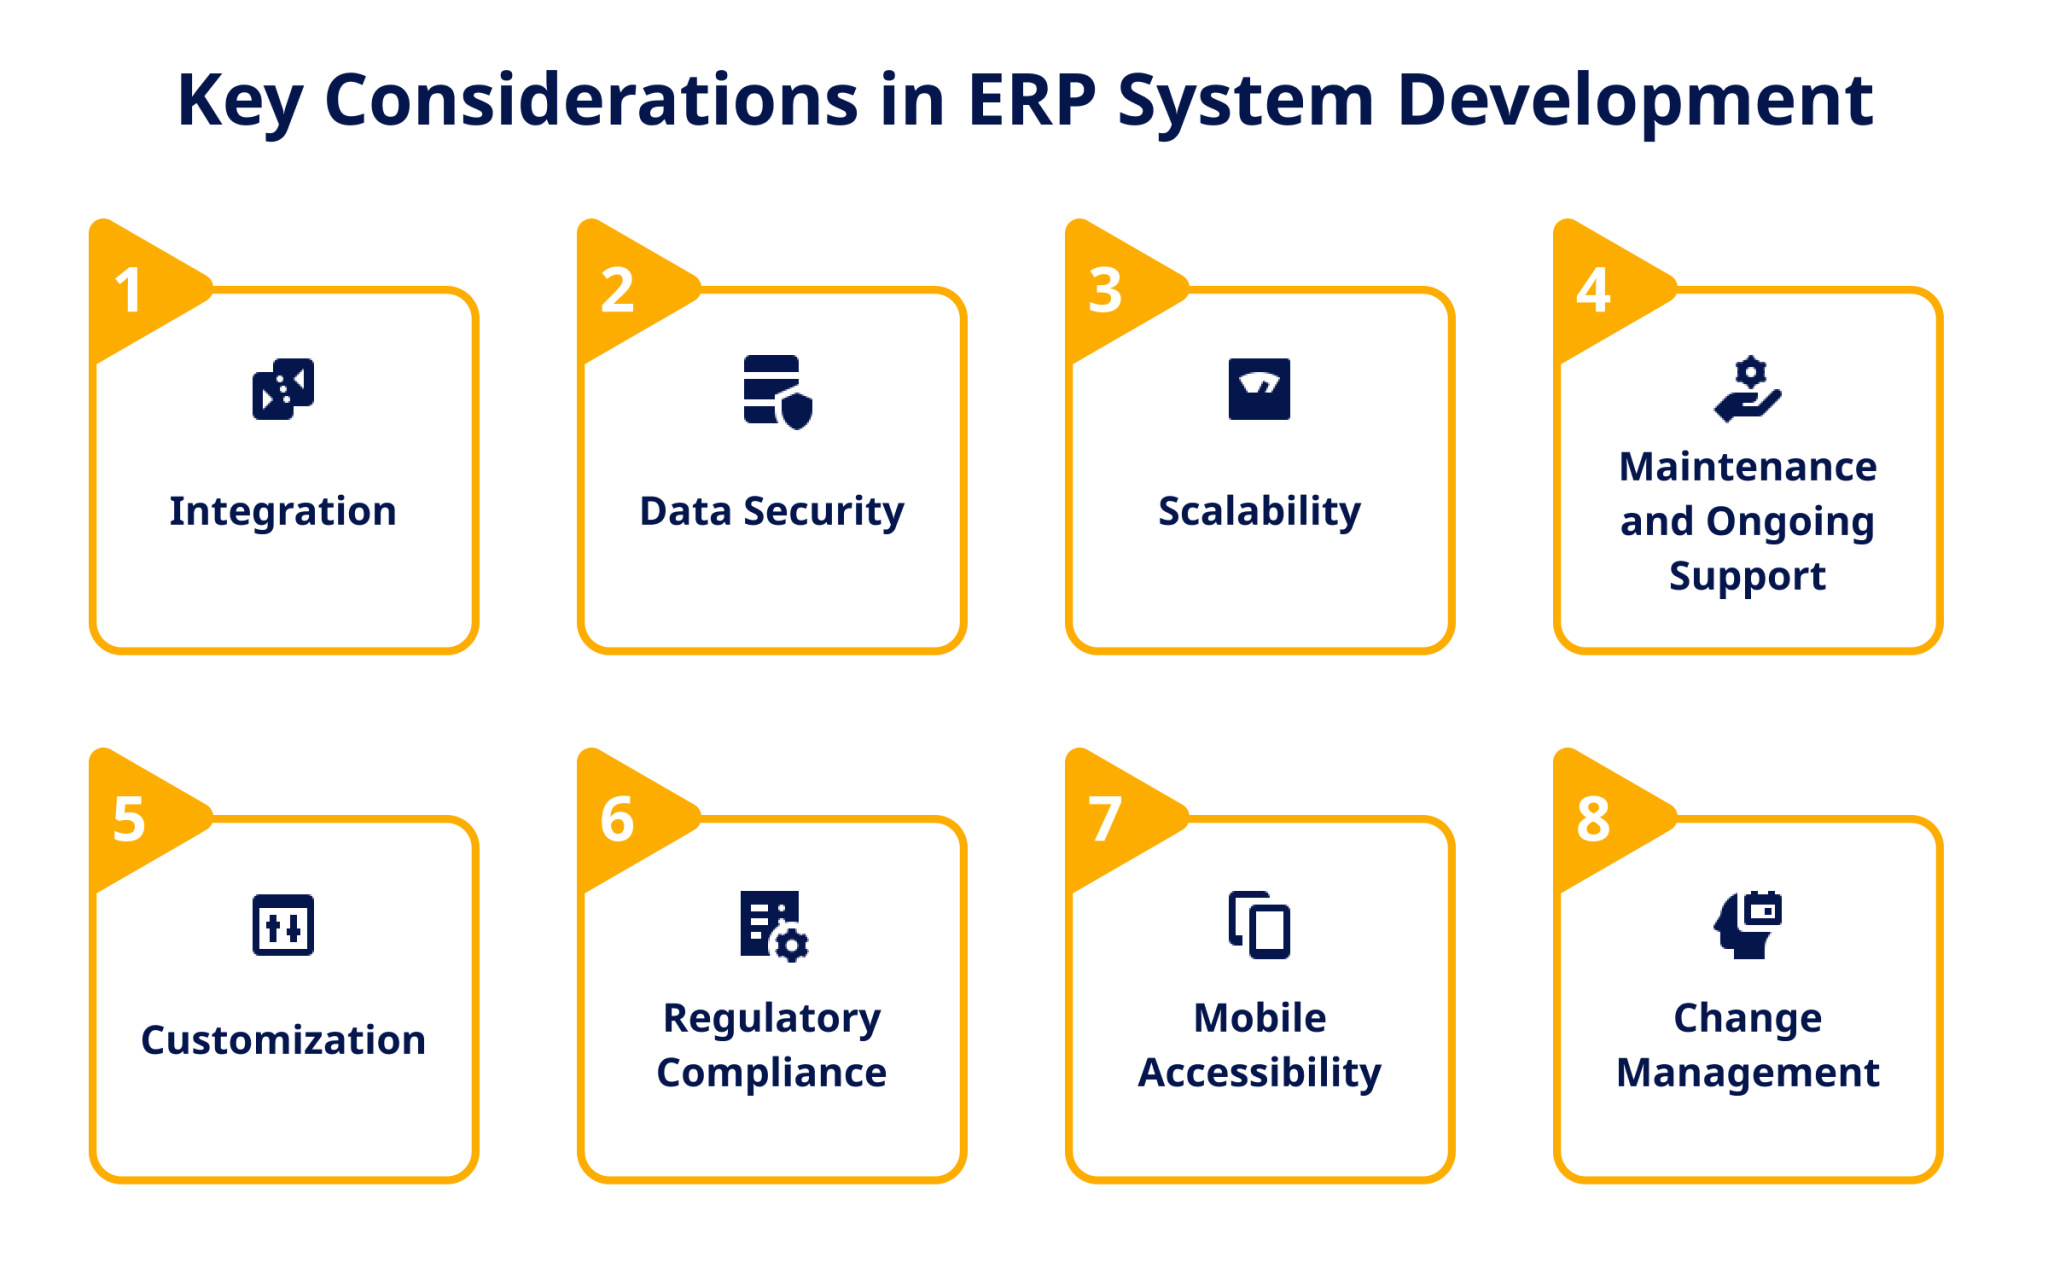 Key Considerations in ERP System Development
1
Integration
2
Data Security
3
Scalability
4
Maintenance
and Ongoing
Support
5
Customization
6
Regulatory
Compliance
7
Mobile
Accessibility
8
Change
Management